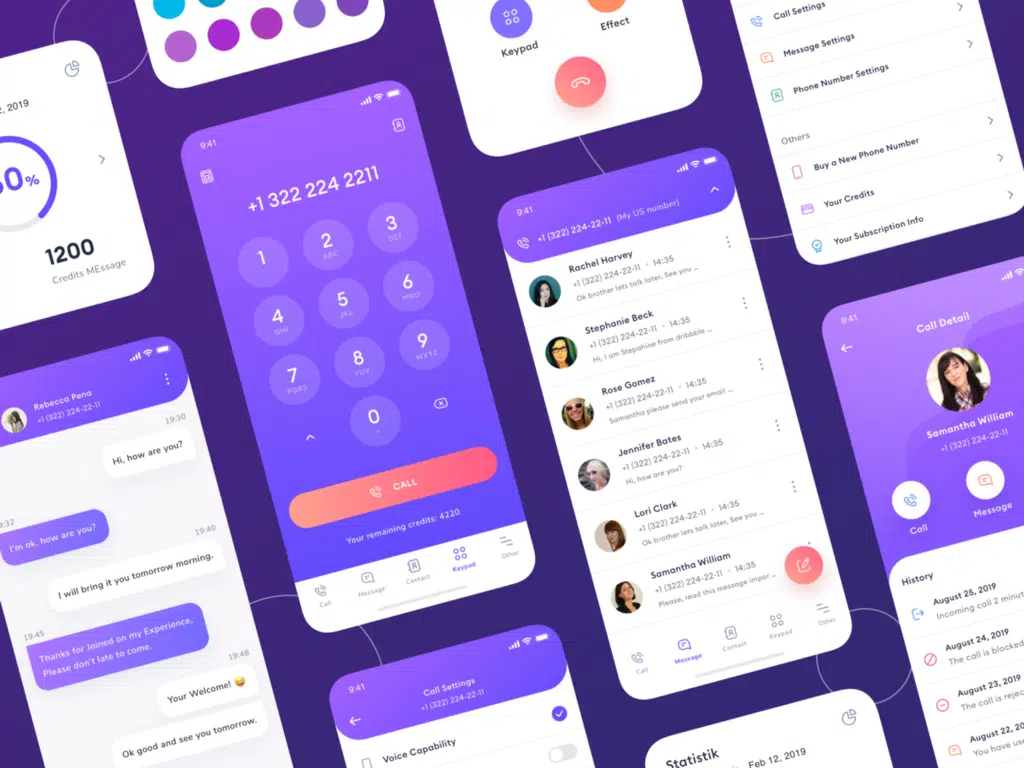 2, 2019
60%
1200
Credits MEssage
Keypad
Effect
Call Settings
Message Settings
Phone Number Settings
Others
Buy a New Phone Number
Your Credits
Your Subscription Info
9:41
+1 322 224 2211
1
2
ABC
3
DEF
4
GHI
5
JKL
6
MNO
7
PQRS
8
YUV
9
WXYZ
0
CALL
Your remaining credits: 4220
Call
Message
Contact
Keypad
Other
9:41
+1 (322) 224-22-11 (My US number)
Rachel Harvey
+1 (322) 224-22-11 • 14:35
Ok brother lets talk later, See you ...
Stephanie Beck
+1 (322) 224-22-11 • 14:35
Hi, I am Stepahine from dribbble ...
Rose Gomez
+1 (322) 224-22-11 • 14:35
Samantha please send your email ...
Jennifer Bates
+1 (322) 224-22-11 • 14:35
Hi, how are you?
Lori Clark
+1 (322) 224-22-11 • 14:35
Ok brother lets talk later, See you ...
Samantha William
+1 (322) 224-22-11 • 14:35
Please, read this message impor ...
Call
Message
Contact
Keypad
Other
9:41
Call Detail
Samantha William
+1 (322) 224-22-11
Call
Message
History
August 25, 2019
Incoming call 2 minut
August 24, 2019
The call is blocked
August 23, 2019
The call is rejec
August 22, 20
You have use
Rebecca Pena
+1 (322) 224-22-11
19:30
Hi, how are you?
9:32
I'm ok, how are you?
19:40
I will bring it you tomorrow morning.
19:45
Thanks for Joined on my Experience,
Please don't late to come.
19:48
Your Welcome! 😜
Ok good and see you tomorrow.
9:41
Call Settings
+1 (322) 224-22-11
Voice Capability
Statistik
Feb 12, 2019